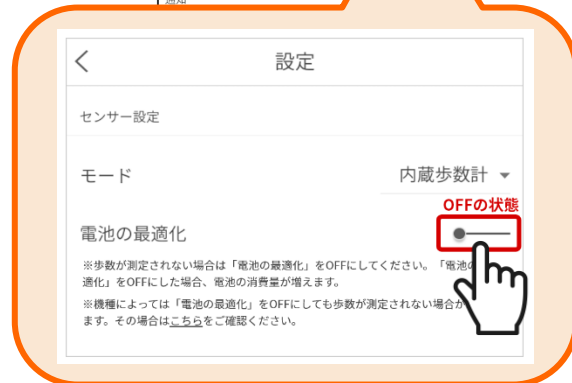 通知
設定
センサー設定
モード
内蔵歩数計
OFFの状態
電池の最適化
※歩数が測定されない場合は「電池の最適化」をOFFにしてください。「電池
適化」をOFFにした場合、電池の消費量が増えます。
※機種によっては「電池の最適化」をOFFにしても歩数が測定されない場合が
ます。その場合はこちらをご確認ください。